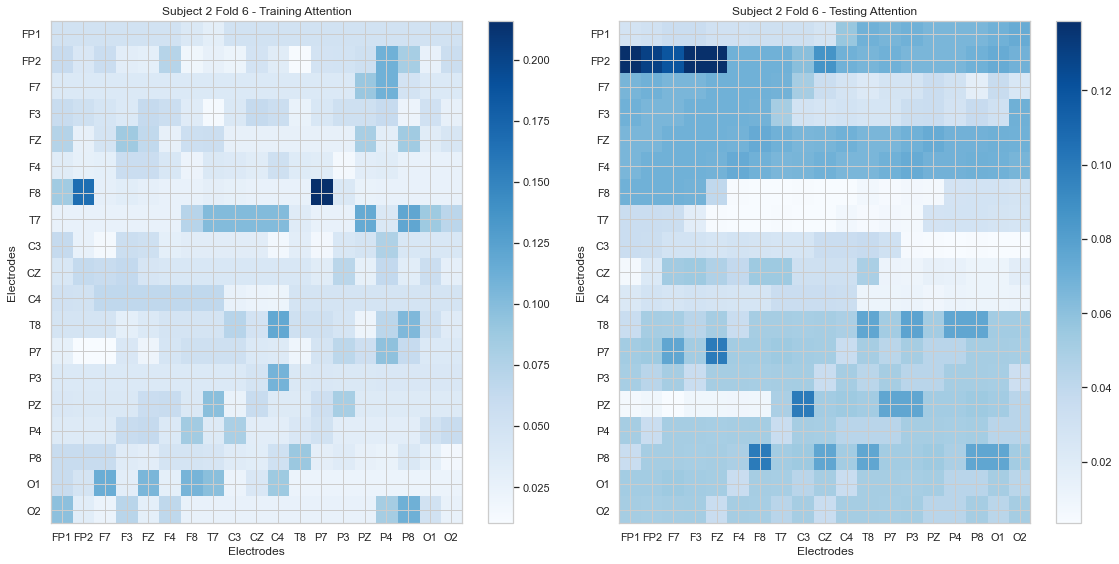 Subject 2 Fold 6 - Training Attention
Electrodes
FP1
FP2
F7
F3
FZ
F4
F8
T7
C3
CZ
C4
T8
P7
P3
PZ
P4
P8
O1
O2
FP1 FP2 F7 F3 FZ F4 F8 T7 C3 CZ C4 T8 P7 P3 PZ P4 P8 O1 O2
Electrodes
0.200
0.175
0.150
0.125
0.100
0.075
0.050
0.025
Subject 2 Fold 6 - Testing Attention
Electrodes
FP1
FP2
F7
F3
FZ
F4
F8
T7
C3
CZ
C4
T8
P7
P3
PZ
P4
P8
O1
O2
FP1 FP2 F7 F3 FZ F4 F8 T7 C3 CZ C4 T8 P7 P3 PZ P4 P8 O1 O2
Electrodes
0.12
0.10
0.08
0.06
0.04
0.02